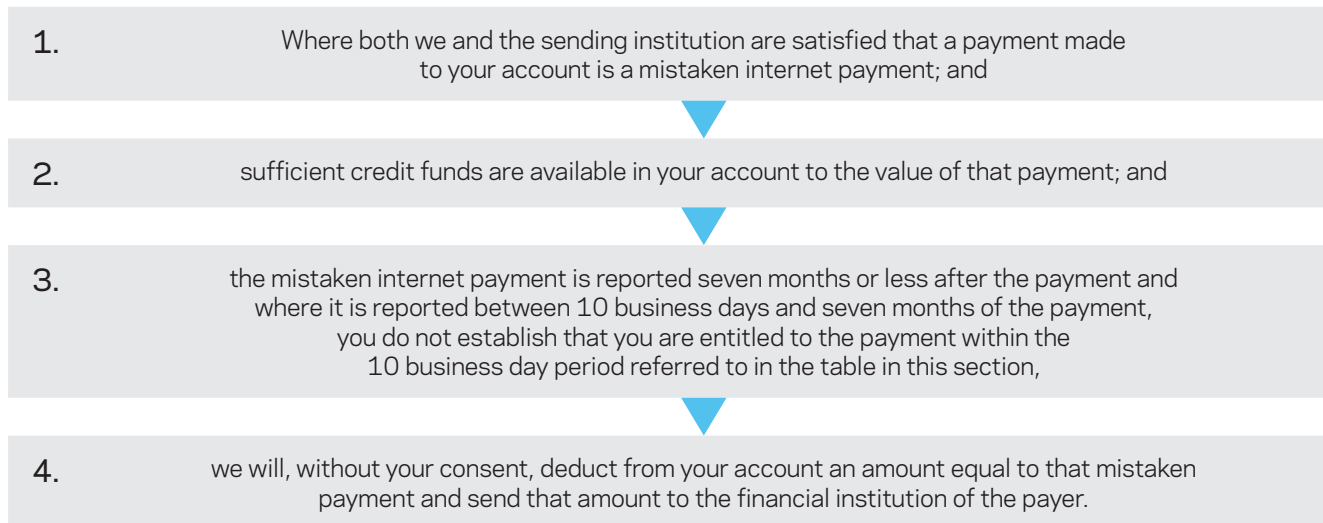 1.
Where both we and the sending institution are satisfied that a payment made
to your account is a mistaken internet payment; and
2.
sufficient credit funds are available in your account to the value of that payment; and
3.
the mistaken internet payment is reported seven months or less after the payment and
where it is reported between 10 business days and seven months of the payment,
you do not establish that you are entitled to the payment within the
10 business day period referred to in the table in this section,
4.
we will, without your consent, deduct from your account an amount equal to that mistaken
payment and send that amount to the financial institution of the payer.